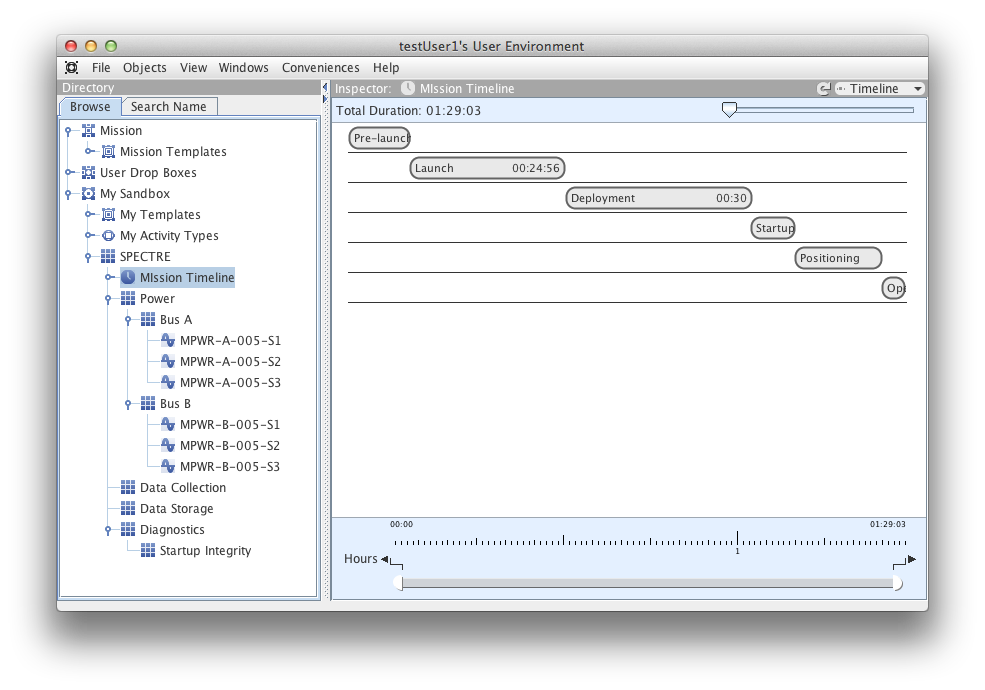 testUser1's User Environment
File Objects View Windows Conveniences Help
Directory
Browse Search Name
Mission
Mission Templates
User Drop Boxes
My Sandbox
My Templates
My Activity Types
SPECTRE
MIssion Timeline
Power
Bus A
MPWR-A-005-S1
MPWR-A-005-S2
MPWR-A-005-S3
Bus B
MPWR-B-005-S1
MPWR-B-005-S2
MPWR-B-005-S3
Data Collection
Data Storage
Diagnostics
Startup Integrity
Inspector: MIssion Timeline Timeline
Total Duration: 01:29:03
Pre-launch
Launch 00:24:56
Deployment 00:30
Startup
Positioning
Ope
00:00 01:29:03
1
Hours